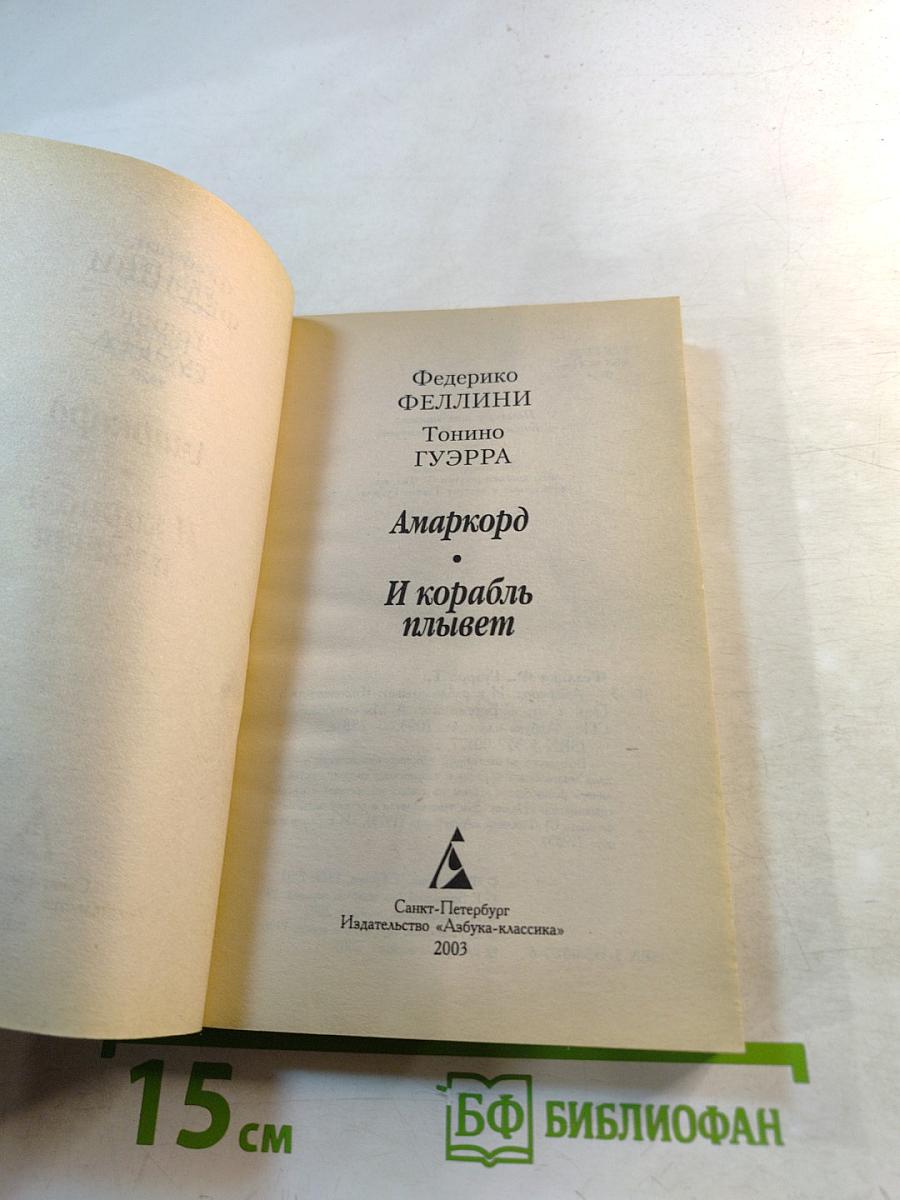 Федерико
ФЕЛЛИНИ
Тонино
ГУЭРРА
Амаркорд
•
И корабль
плывет
Санкт-Петербург
Издательство «Азбука-классика»
2003
15 см
БФ БИБЛИОФАН